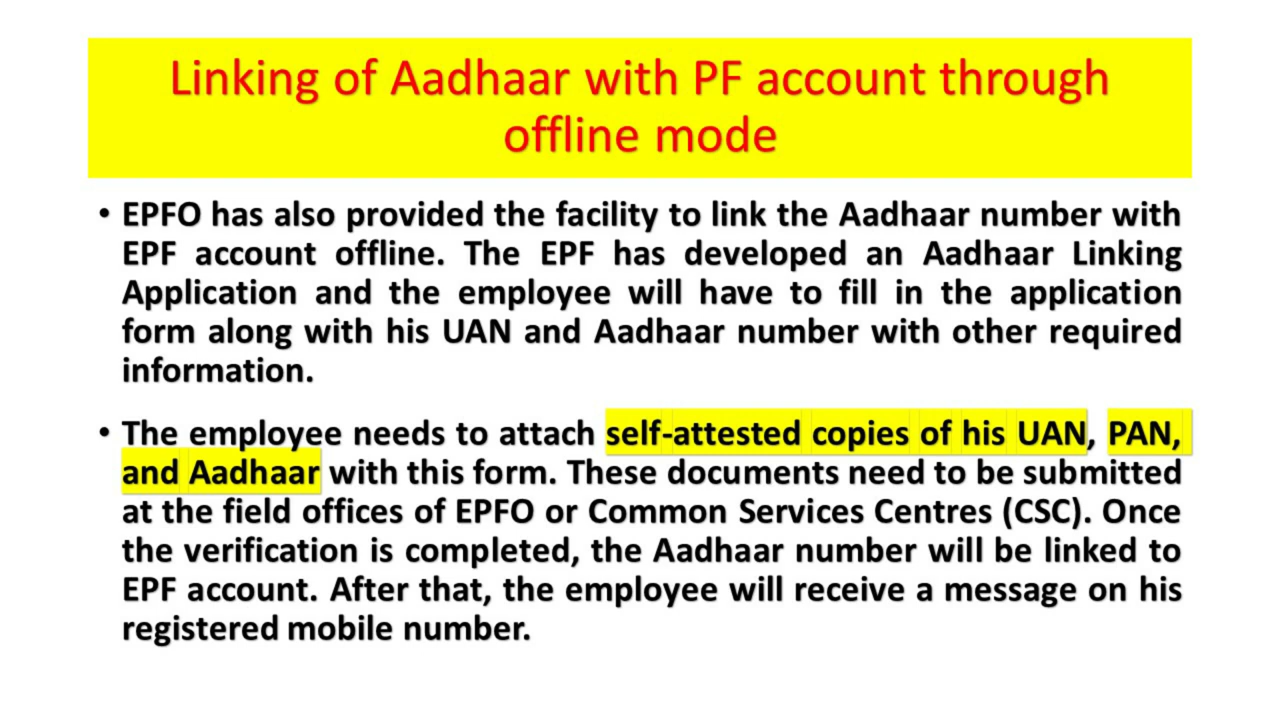 Linking of Aadhaar with PF account through
offline mode
• EPFO has also provided the facility to link the Aadhaar number with
EPF account offline. The EPF has developed an Aadhaar Linking
Application and the employee will have to fill in the application
form along with his UAN and Aadhaar number with other required
information.
• The employee needs to attach self-attested copies of his UAN, PAN,
and Aadhaar with this form. These documents need to be submitted
at the field offices of EPFO or Common Services Centres (CSC). Once
the verification is completed, the Aadhaar number will be linked to
EPF account. After that, the employee will receive a message on his
registered mobile number.